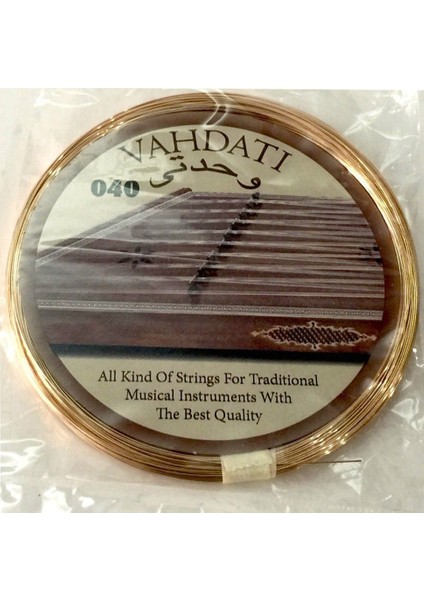 VAHDATI
وحدتی
040
All Kind Of Strings For Traditional
Musical Instruments With
The Best Quality